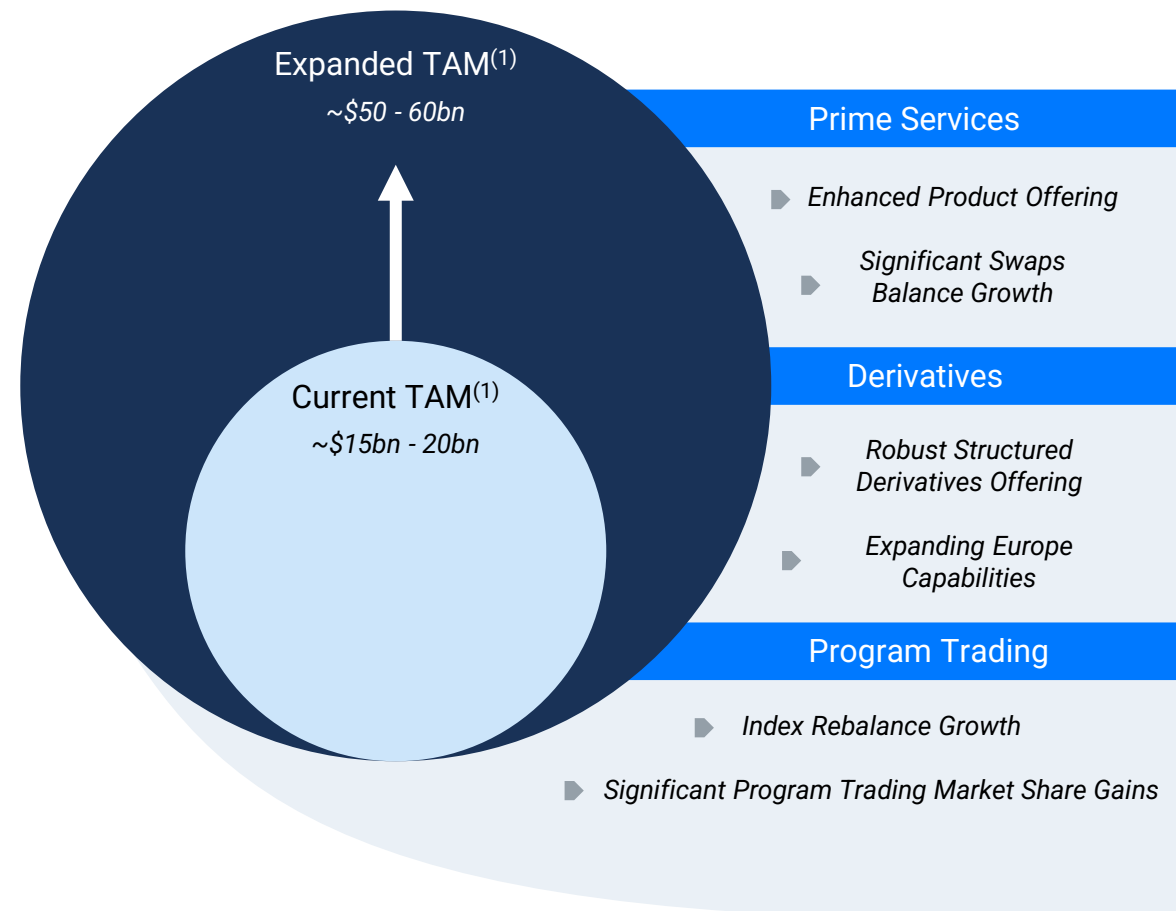 Expanded TAM(1)
~$50 - 60bn
Current TAM(1)
~$15bn - 20bn
Prime Services
Enhanced Product Offering
Significant Swaps
Balance Growth
Derivatives
Robust Structured
Derivatives Offering
Expanding Europe
Capabilities
Program Trading
Index Rebalance Growth
Significant Program Trading Market Share Gains